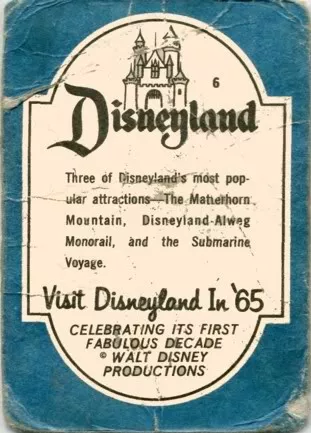 6
Disneyland
Three of Disneyland's most pop-
ular attractions—The Matterhorn
Mountain, Disneyland-Alweg
Monorail, and the Submarine
Voyage.
Visit Disneyland In '65
CELEBRATING ITS FIRST
FABULOUS DECADE
© WALT DISNEY
PRODUCTIONS